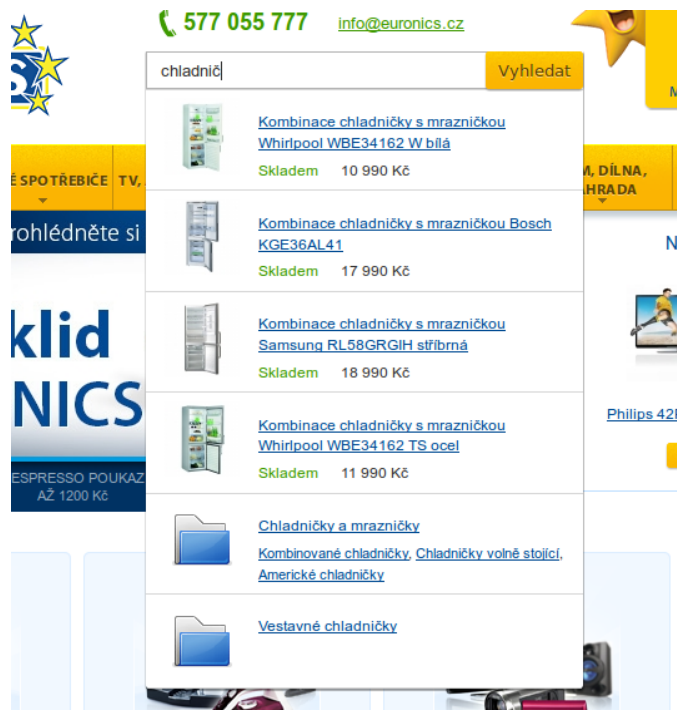 577 055 777 info@euronics.cz
chladnič Vyhledat
Kombinace chladničky s mrazničkou
Whirlpool WBE34162 W bílá
Skladem 10 990 Kč
SPOTŘEBIČE TV, DÍLNA,
Kombinace chladničky s mrazničkou Bosch
KGE36AL41
Skladem 17 990 Kč
si
Kombinace chladničky s mrazničkou
Samsung RL58GRGIH stříbrná
Skladem 18 990 Kč
klid
NICS
Philips
Kombinace chladničky s mrazničkou
Whirlpool WBE34162 TS ocel
Skladem 11 990 Kč
ESPRESSO POUKAZ
AŽ 1200 Kč
Chladničky a mrazničky
Kombinované chladničky, Chladničky volně stojící,
Americké chladničky
Vestavné chladničky